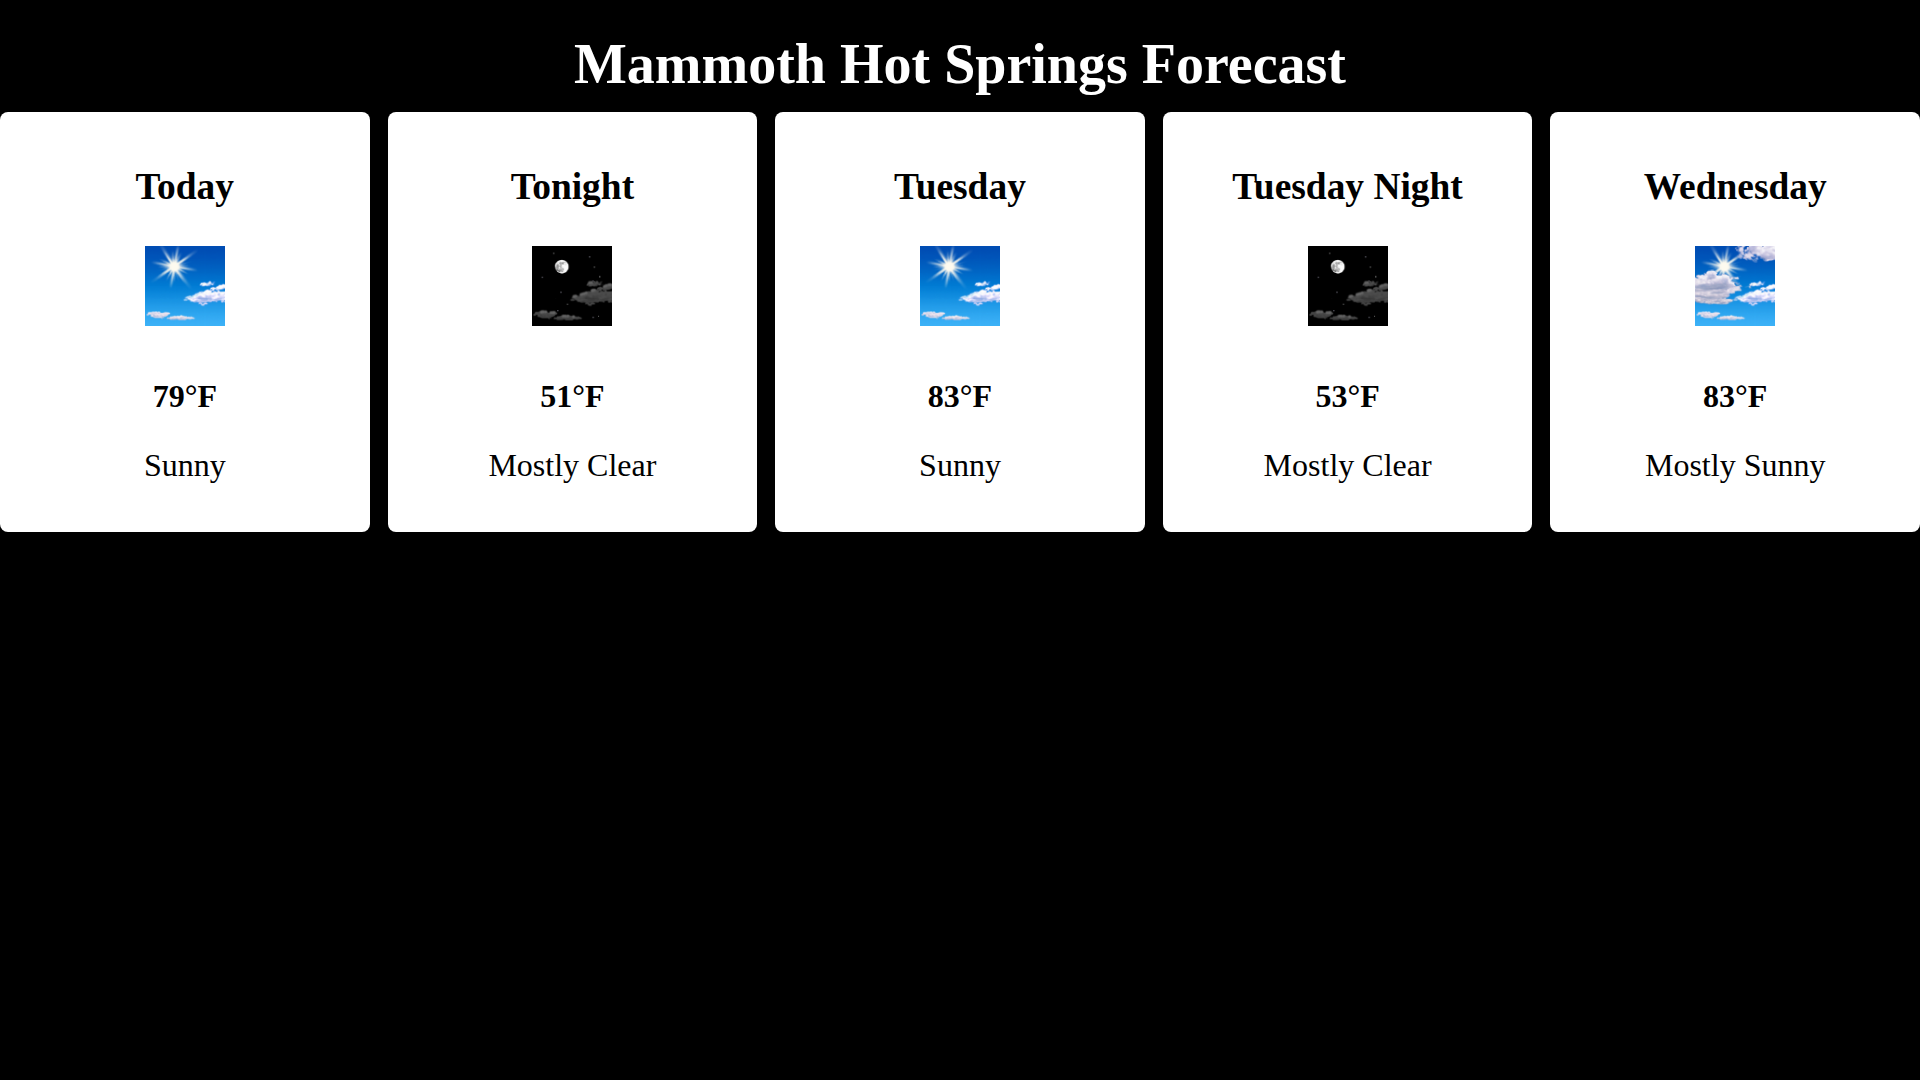 Mammoth Hot Springs Forecast
Today
79°F
Sunny
Tonight
51°F
Mostly Clear
Tuesday
83°F
Sunny
Tuesday Night
53°F
Mostly Clear
Wednesday
83°F
Mostly Sunny